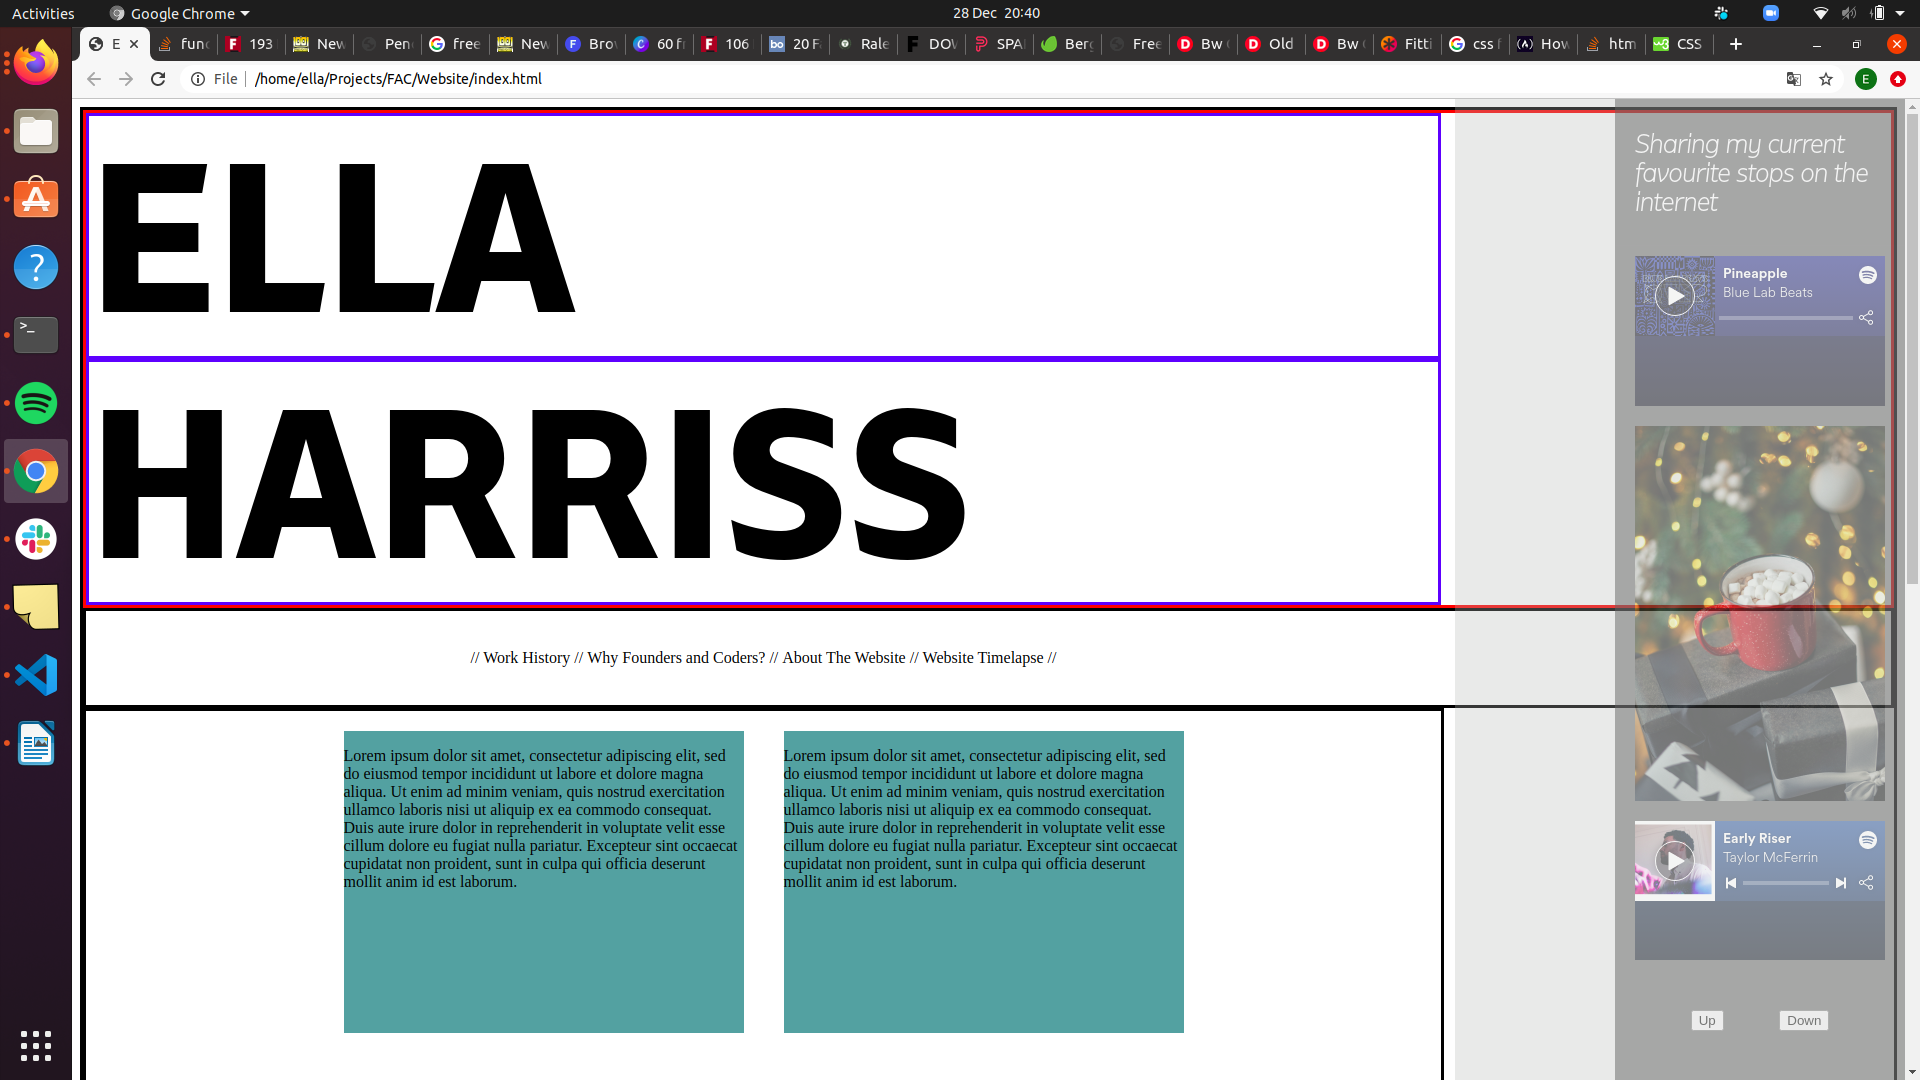 Activities
Google Chrome
28 Dec 20:40
E
func
193
New
Pen
free
New
Bro
60 f
106
20 F
Rale
DOW
SPA
Berg
Free
Bw
Old
Bw
Fitti
css f
How
htm
CSS
File
/home/ella/Projects/FAC/Website/index.html
E
ELLA
HARRISS
// Work History // Why Founders and Coders? // About The Website // Website Timelapse //
Lorem ipsum dolor sit amet, consectetur adipiscing elit, sed
do eiusmod tempor incididunt ut labore et dolore magna
aliqua. Ut enim ad minim veniam, quis nostrud exercitation
ullamco laboris nisi ut aliquip ex ea commodo consequat.
Duis aute irure dolor in reprehenderit in voluptate velit esse
cillum dolore eu fugiat nulla pariatur. Excepteur sint occaecat
cupidatat non proident, sunt in culpa qui officia deserunt
mollit anim id est laborum.
Lorem ipsum dolor sit amet, consectetur adipiscing elit, sed
do eiusmod tempor incididunt ut labore et dolore magna
aliqua. Ut enim ad minim veniam, quis nostrud exercitation
ullamco laboris nisi ut aliquip ex ea commodo consequat.
Duis aute irure dolor in reprehenderit in voluptate velit esse
cillum dolore eu fugiat nulla pariatur. Excepteur sint occaecat
cupidatat non proident, sunt in culpa qui officia deserunt
mollit anim id est laborum.
Sharing my current
favourite stops on the
internet
Pineapple
Blue Lab Beats
Early Riser
Taylor McFerrin
Up
Down